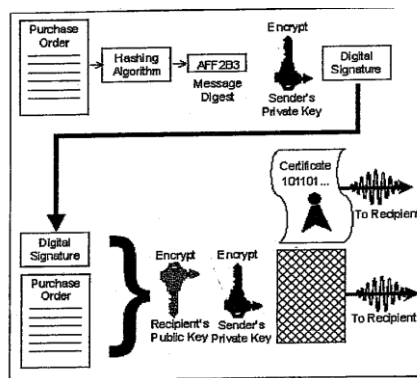 Purchase
Order
Hashing
Algorithm
AFF2B3
Message
Digest
Encrypt
Sender's
Private Key
Digital
Signature
Certificate
101101...
To Recipient
Digital
Signature
Purchase
Order
Encrypt
Recipient's
Public Key
Encrypt
Sender's
Private Key
To Recipient